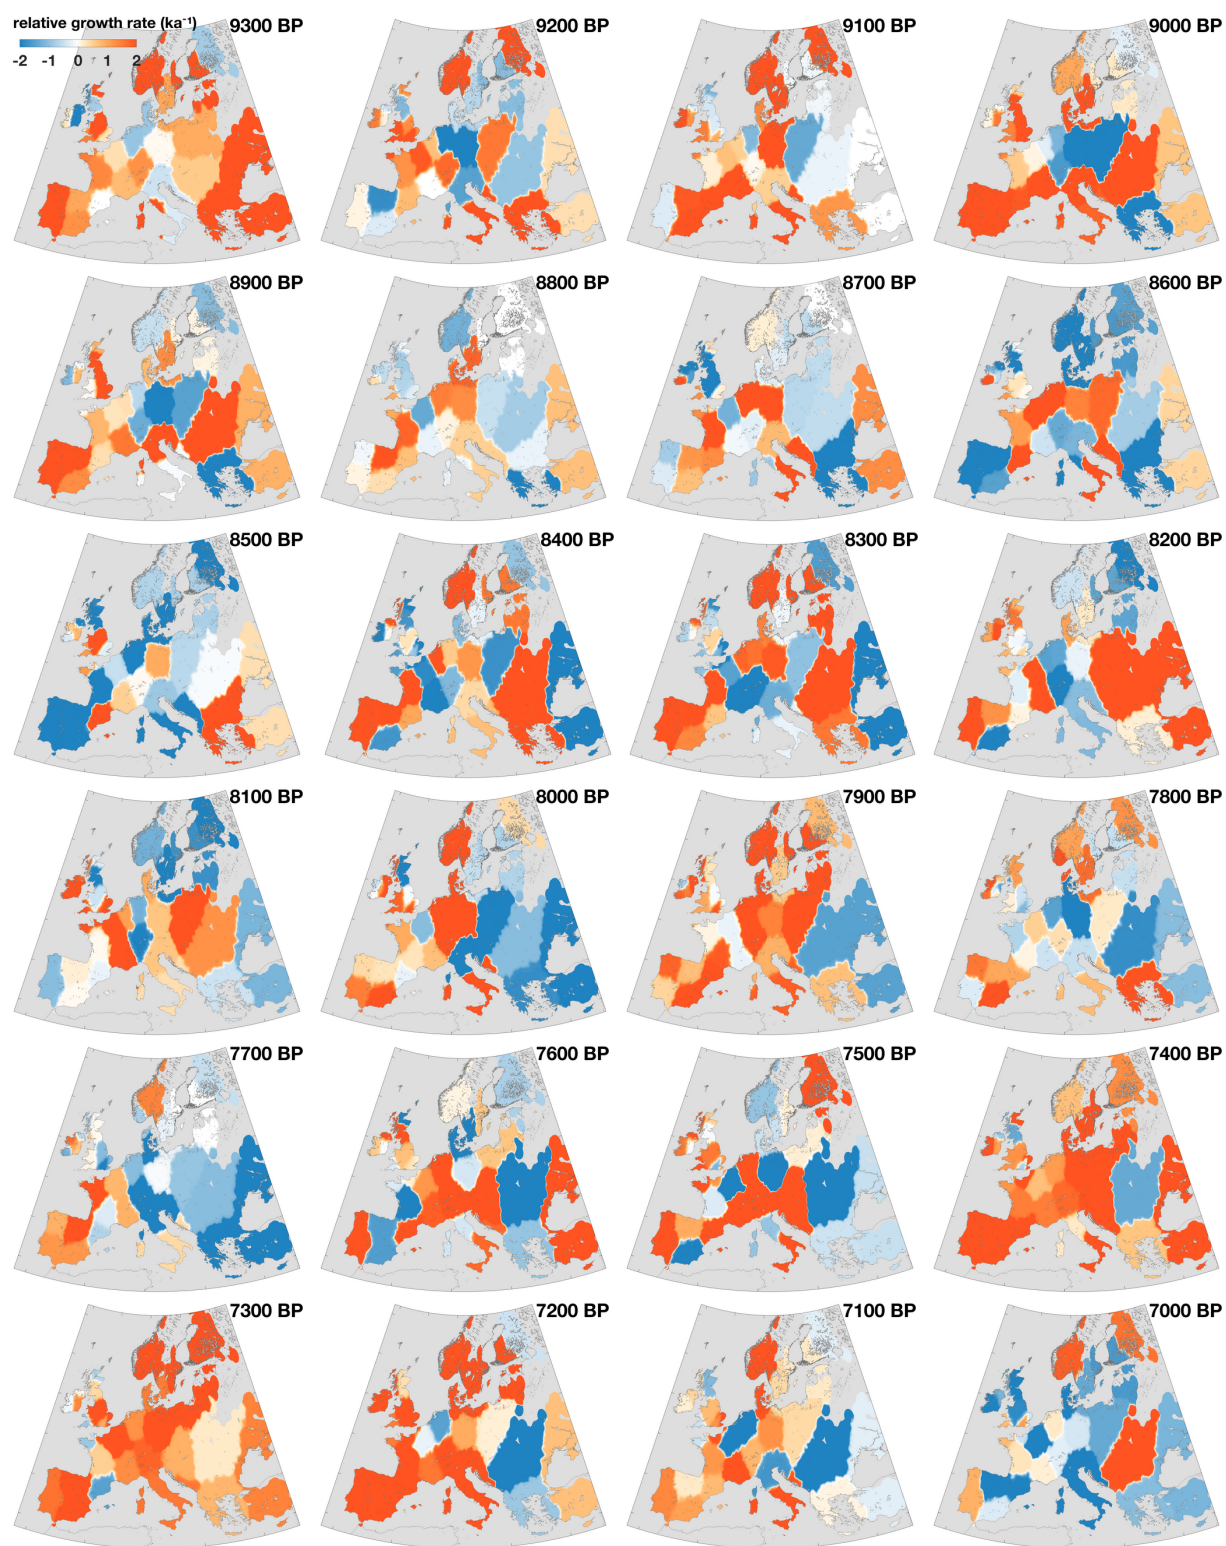 relative growth rate (ka⁻¹)
-2 -1 0 1 2
9300 BP
9200 BP
9100 BP
9000 BP
8900 BP
8800 BP
8700 BP
8600 BP
8500 BP
8400 BP
8300 BP
8200 BP
8100 BP
8000 BP
7900 BP
7800 BP
7700 BP
7600 BP
7500 BP
7400 BP
7300 BP
7200 BP
7100 BP
7000 BP